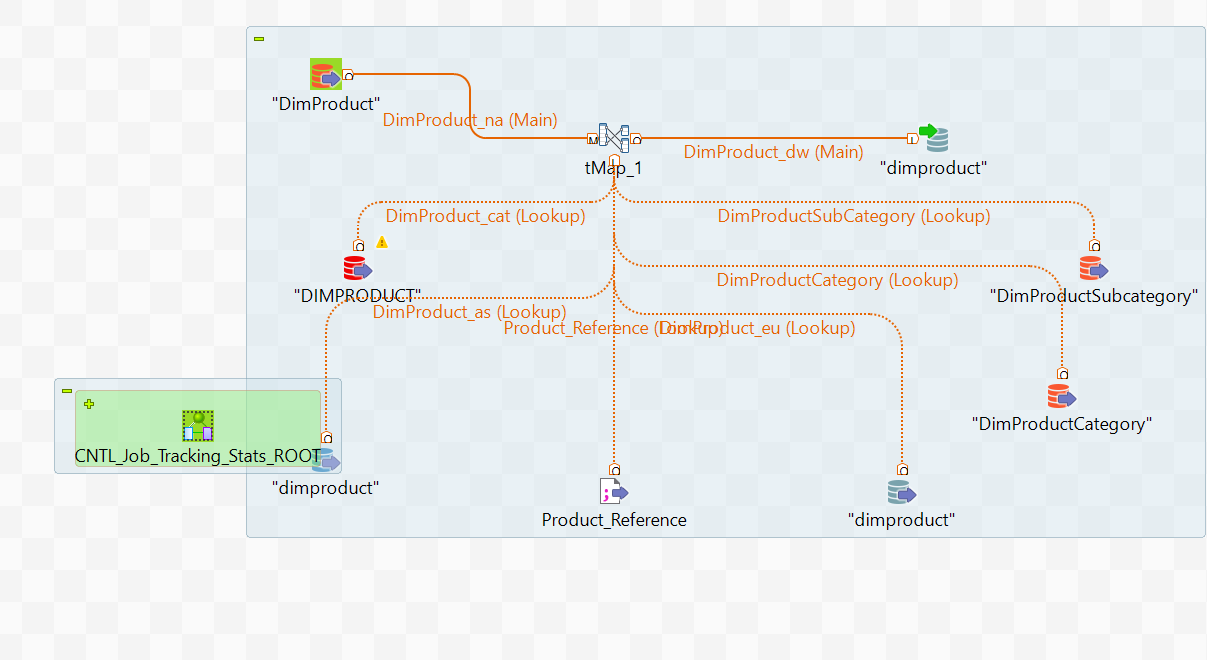 "DimProduct"
DimProduct_na (Main)
tMap_1
DimProduct_dw (Main)
"dimproduct"
DimProduct_cat (Lookup)
DimProductSubCategory (Lookup)
"DIMPRODUCT"
DimProductCategory (Lookup)
"DimProductSubcategory"
DimProduct_as (Lookup)
Product_Reference (Lookup)
DimProduct_eu (Lookup)
"DimProductCategory"
CNTL_Job_Tracking_Stats_ROOT
"dimproduct"
Product_Reference
"dimproduct"